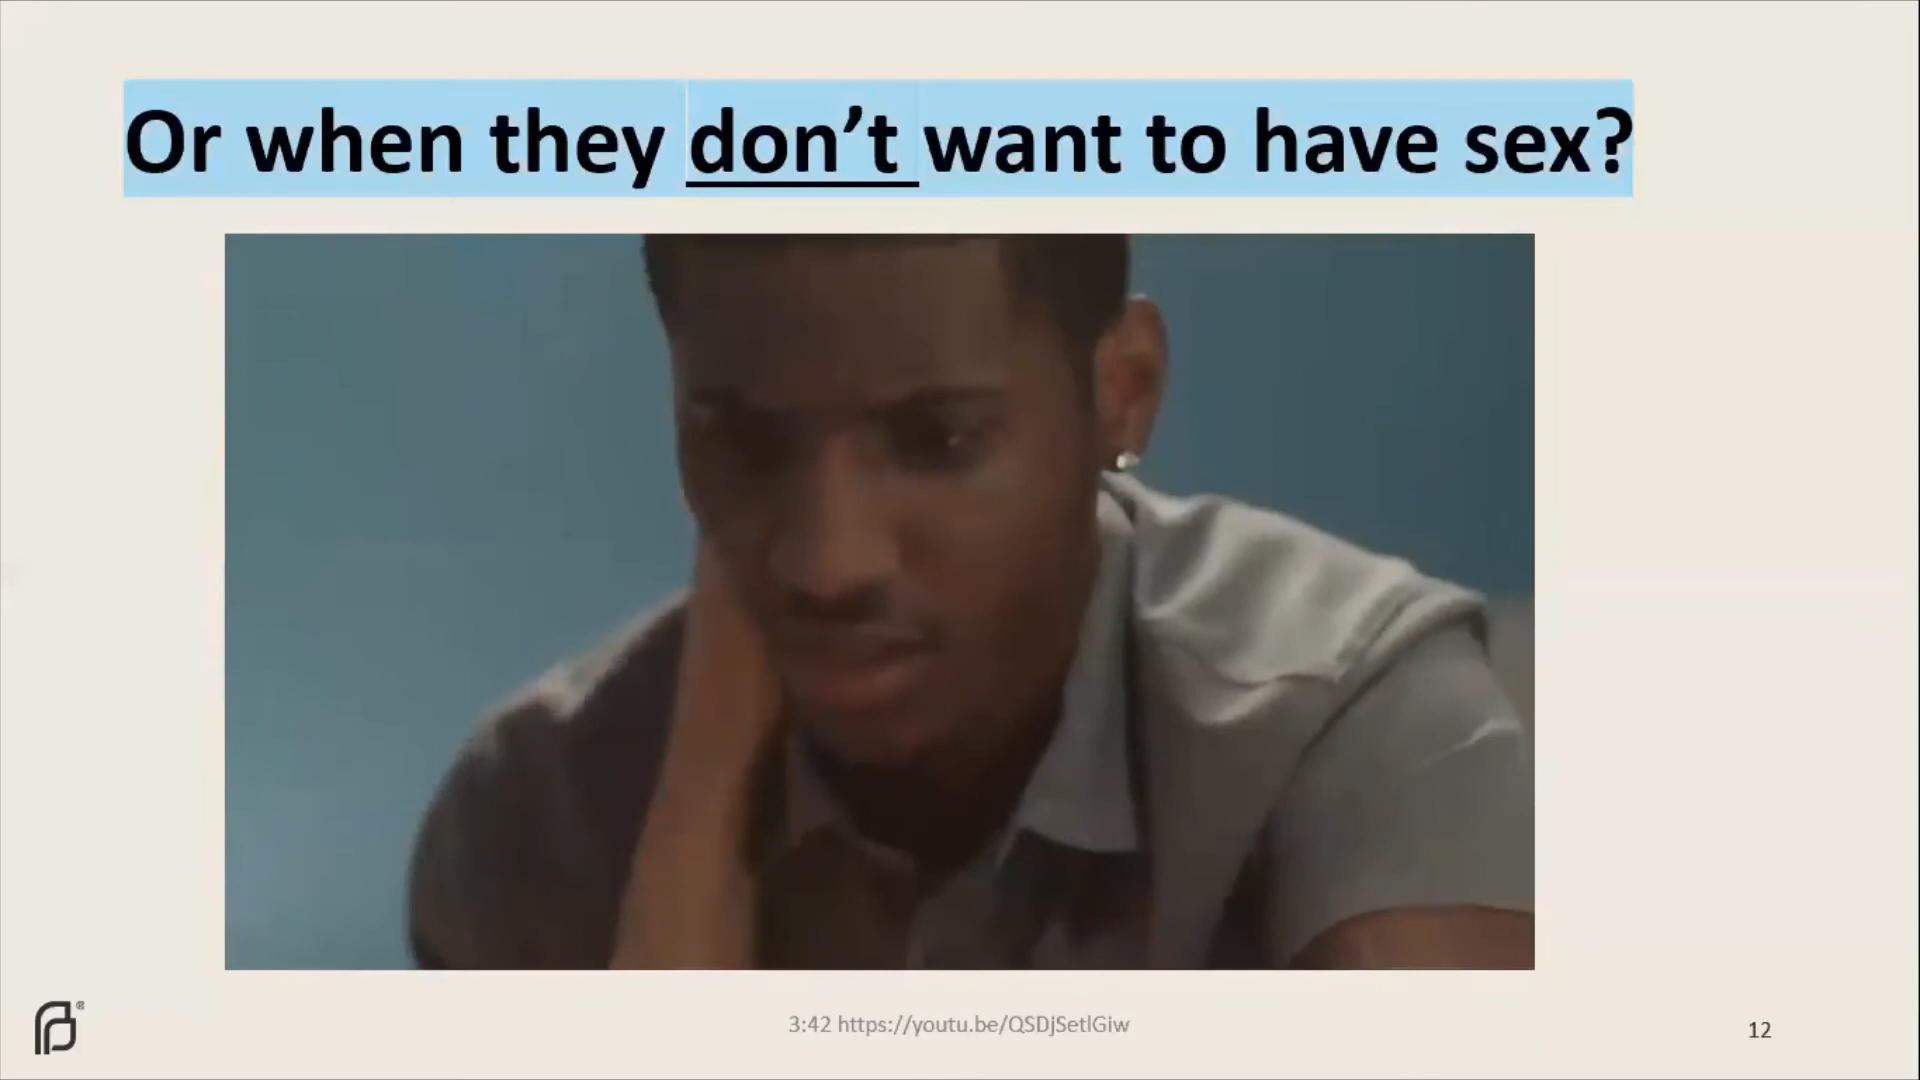 Or when they don’t want to have sex?
3:42 https://youtu.be/QSDjSetlGiw
12